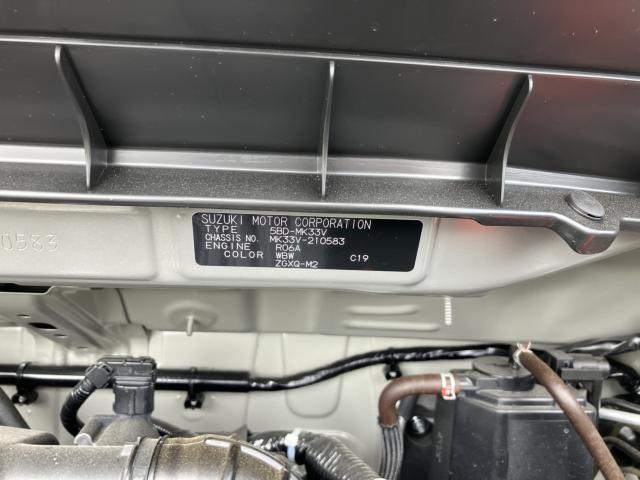 SUZUKI MOTOR CORPORATION
TYPE 5BD-MK33V
CHASSIS NO. MK33V-210583
ENGINE R06A
COLOR WBW C19
ZGXQ-M2
0583